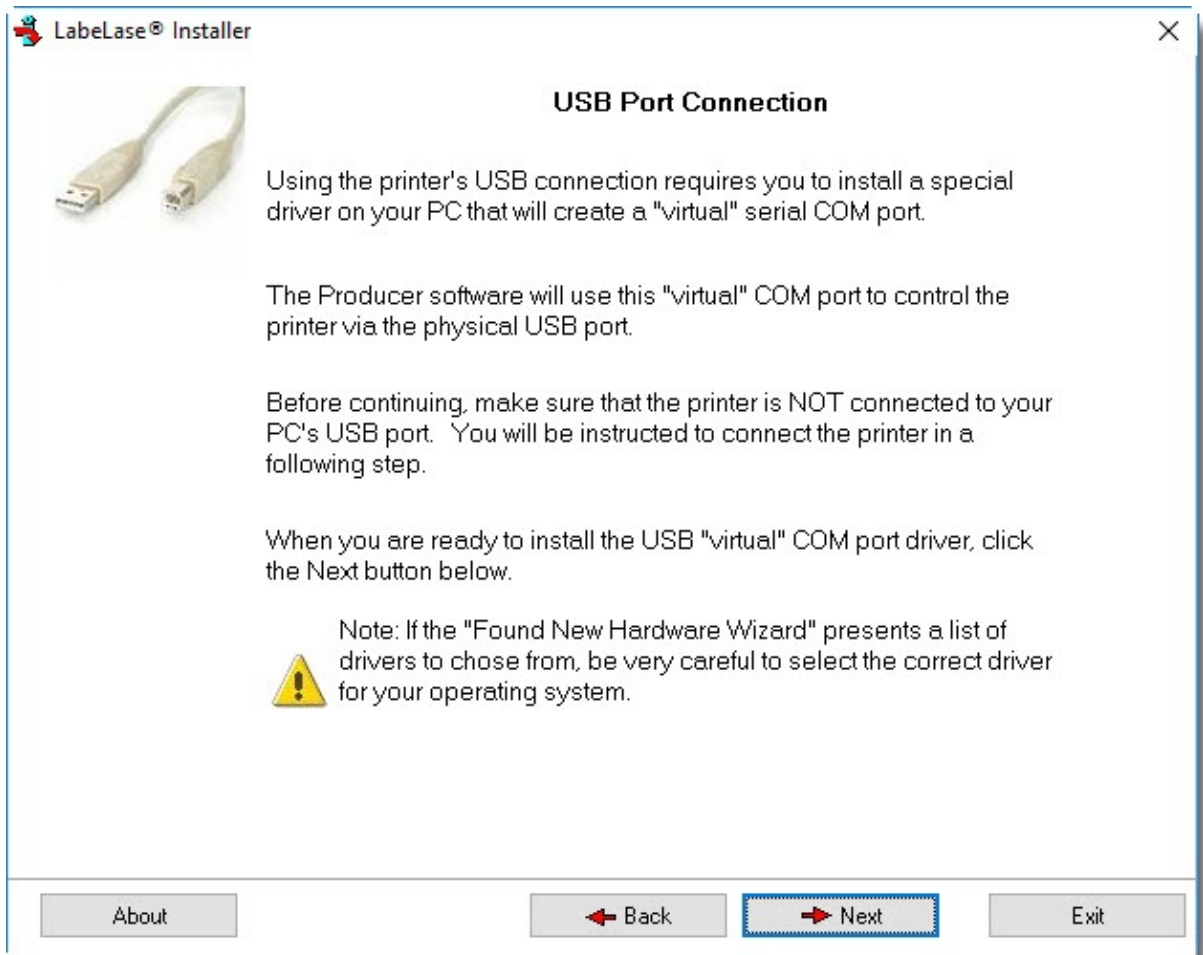 LabeLase® Installer
USB Port Connection
Using the printer's USB connection requires you to install a special
driver on your PC that will create a "virtual" serial COM port.
The Producer software will use this "virtual" COM port to control the
printer via the physical USB port.
Before continuing, make sure that the printer is NOT connected to your
PC's USB port.  You will be instructed to connect the printer in a
following step.
When you are ready to install the USB "virtual" COM port driver, click
the Next button below.
Note: If the "Found New Hardware Wizard" presents a list of
drivers to chose from, be very careful to select the correct driver
for your operating system.
About
Back
Next
Exit